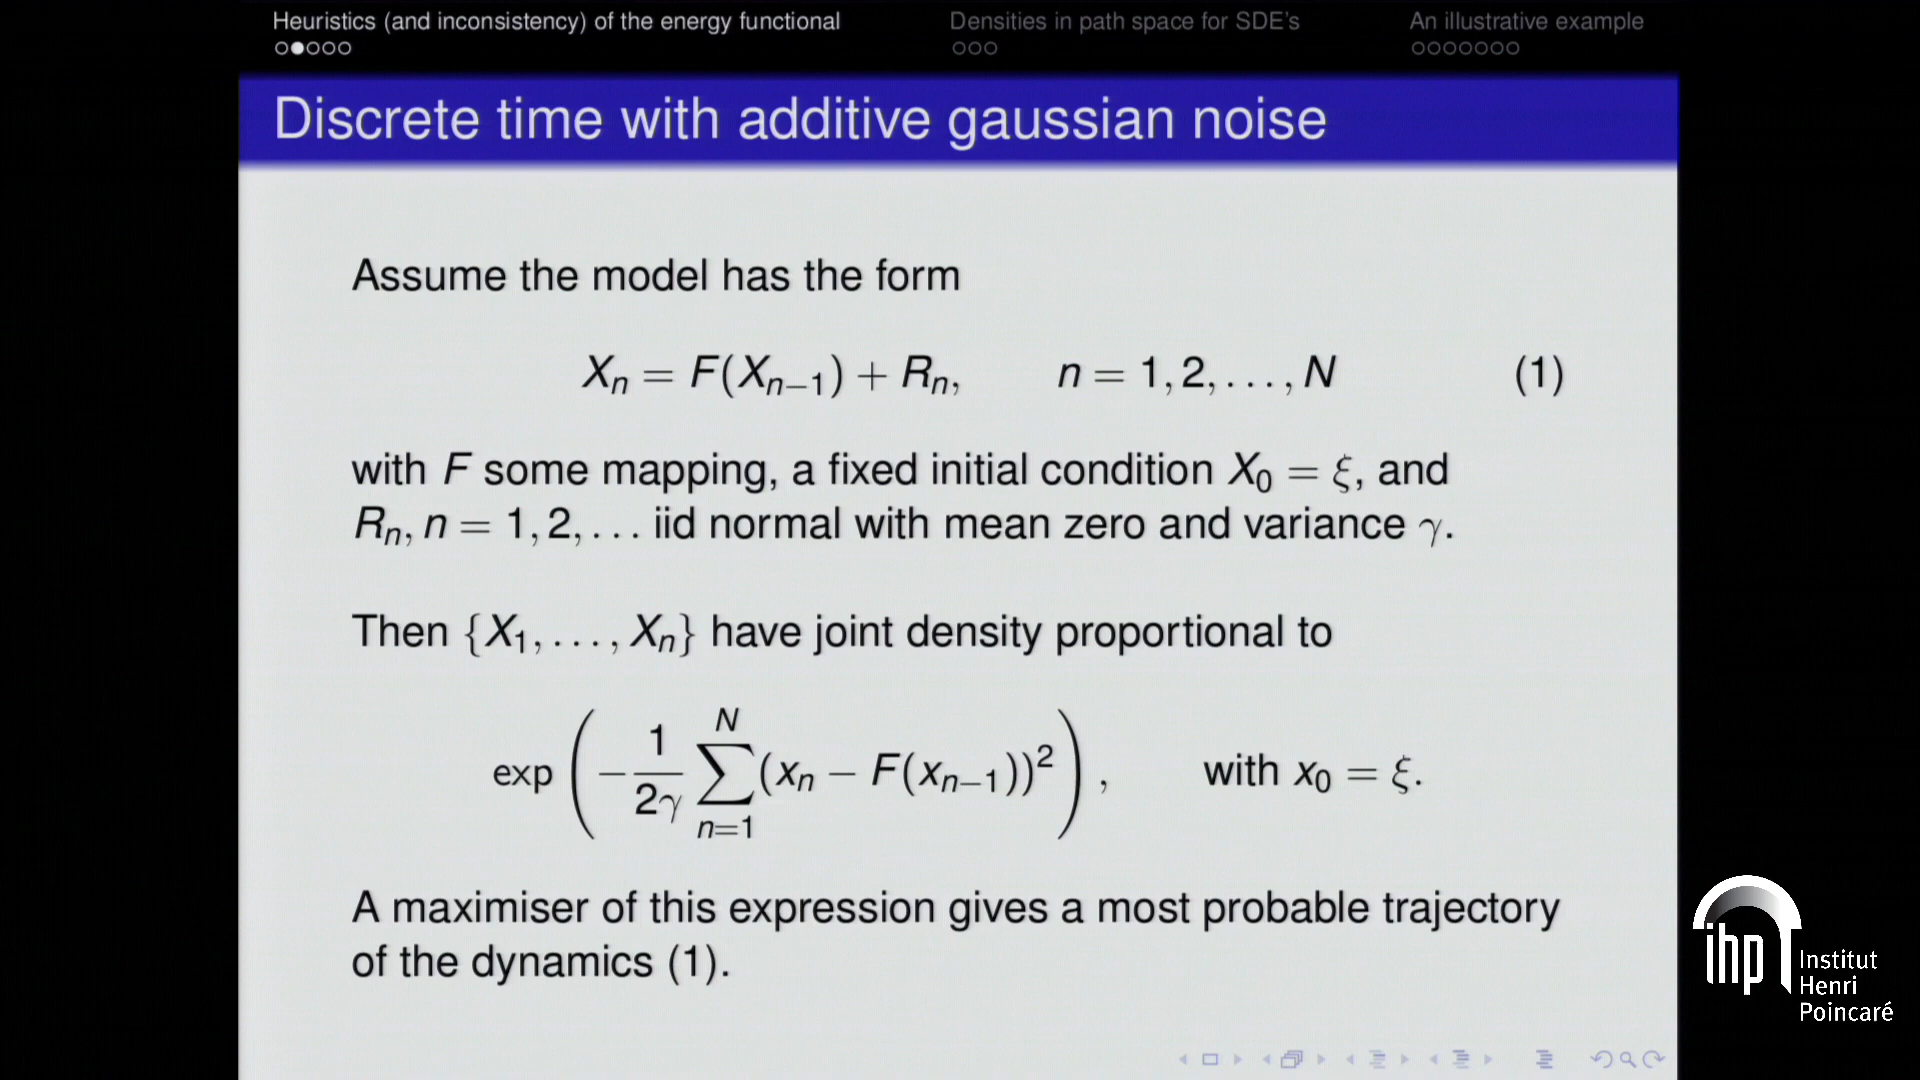 Heuristics (and inconsistency) of the energy functional Densities in path space for SDE's An illustrative example
Discrete time with additive gaussian noise
Assume the model has the form
Xₙ = F(Xₙ₋₁) + Rₙ, n = 1, 2, . . . , N (1)
with F some mapping, a fixed initial condition X₀ = ξ, and
Rₙ, n = 1, 2, . . . iid normal with mean zero and variance γ.
Then {X₁, . . . , Xₙ} have joint density proportional to
exp ( −1/2γ ∑ₙ₌₁ᴺ (xₙ − F(xₙ₋₁))² ) , with x₀ = ξ.
A maximiser of this expression gives a most probable trajectory
of the dynamics (1).
ihp Institut
Henri
Poincaré